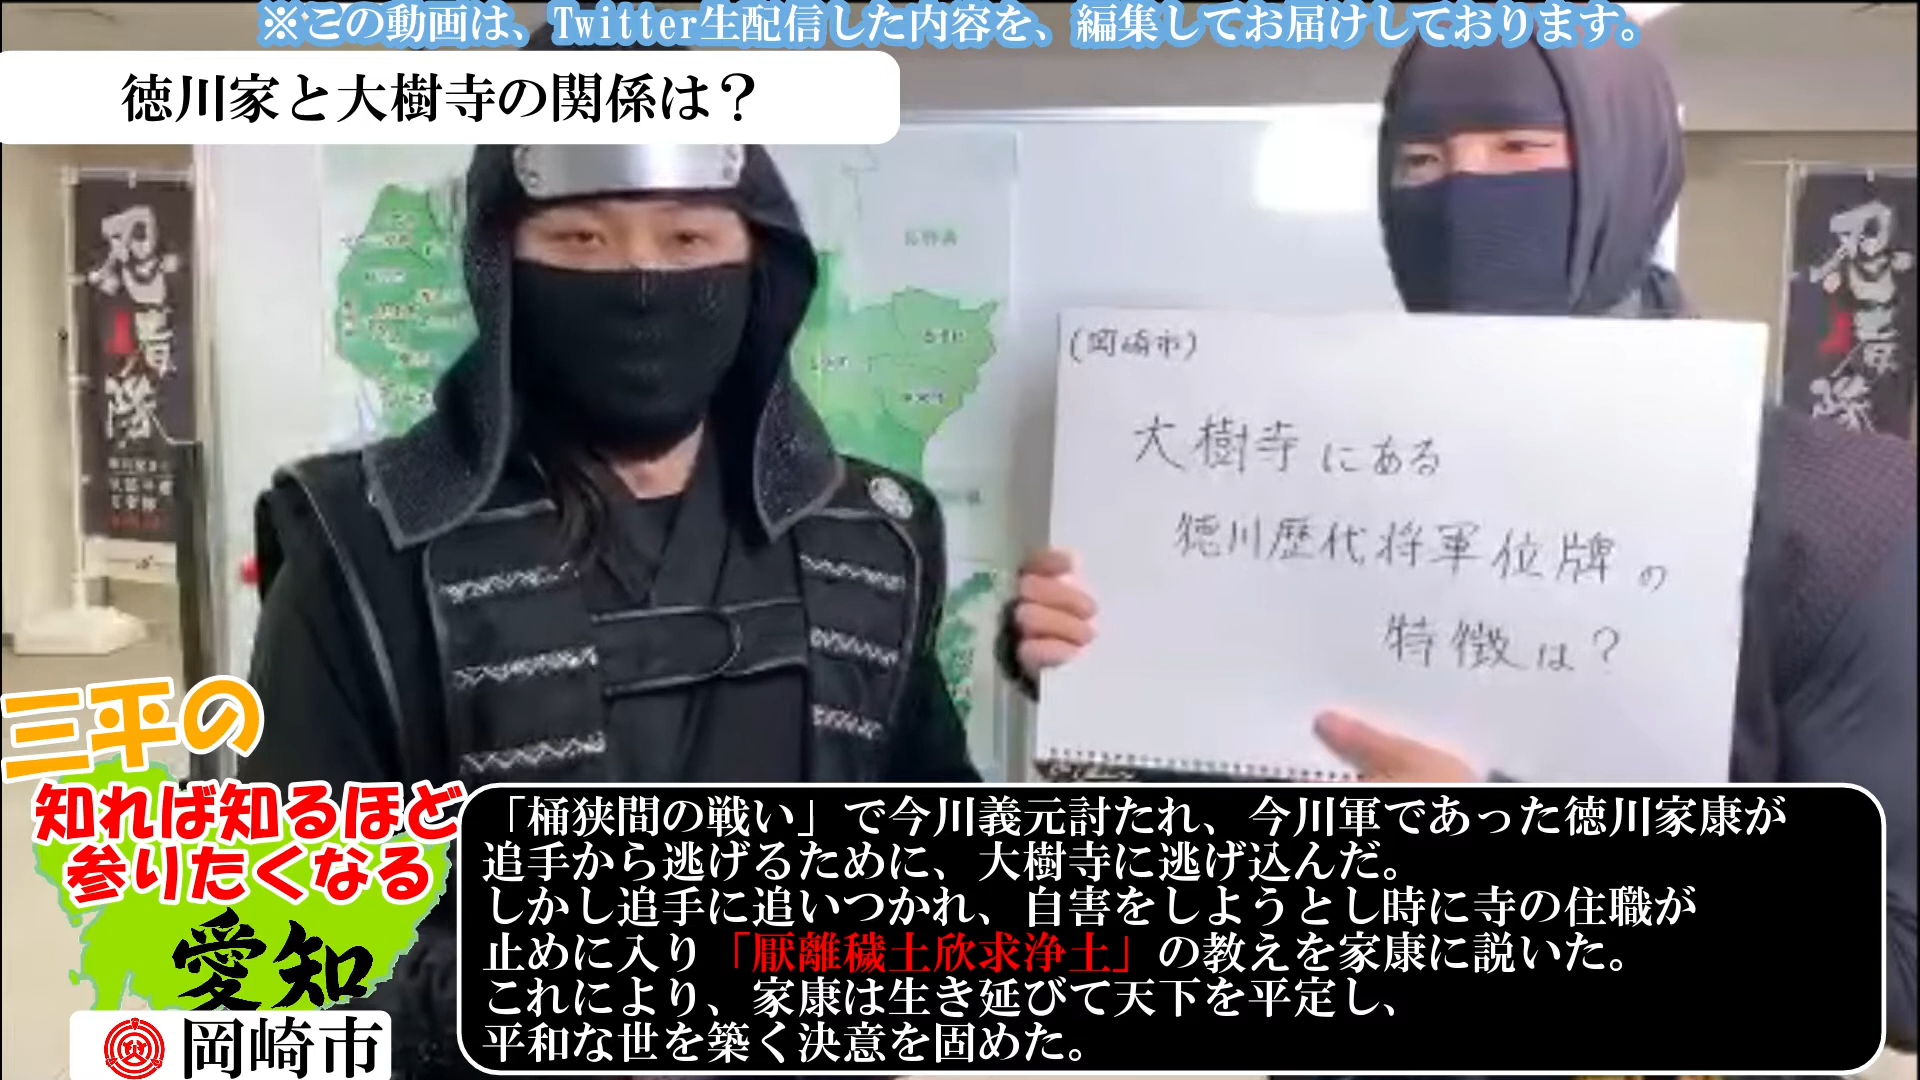 ※この動画は、Twitter生配信した内容を、編集してお届けしております。
徳川家と大樹寺の関係は？
忍者隊
忍者隊
(岡崎市)
大樹寺にある
徳川歴代将軍位牌の
特徴は？
三平の
知れば知るほど
参りたくなる
愛知
岡崎市
「桶狭間の戦い」で今川義元討たれ、今川軍であった徳川家康が
追手から逃げるために、大樹寺に逃げ込んだ。
しかし追手に追いつかれ、自害をしようとし時に寺の住職が
止めに入り「厭離穢土欣求浄土」の教えを家康に説いた。
これにより、家康は生き延びて天下を平定し、
平和な世を築く決意を固めた。